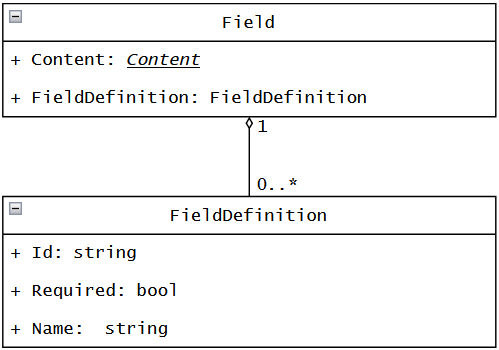 Field
+ Content: Content
+ FieldDefinition: FieldDefinition
1
0..*
FieldDefinition
+ Id: string
+ Required: bool
+ Name:  string